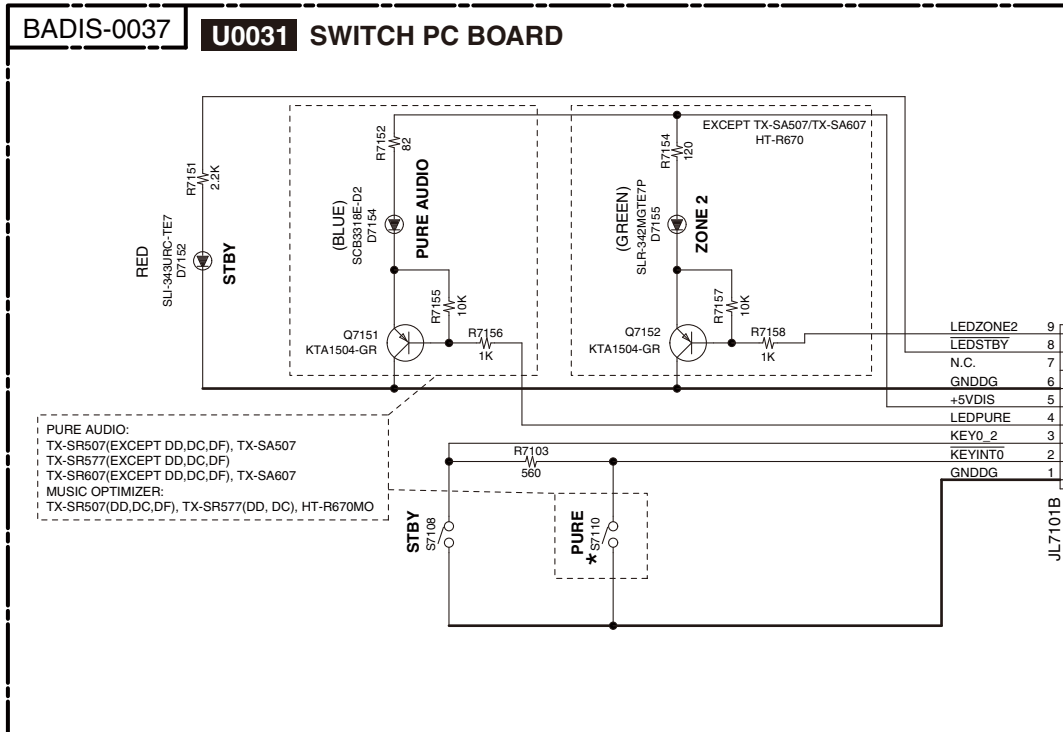 BADIS-0037
U0031 SWITCH PC BOARD
EXCEPT TX-SA507/TX-SA607
HT-R670
R7151
2.2K
RED
SLI-343URC-TE7
D7152
STBY
R7152
82
(BLUE)
SCB3318E-D2
D7154
PURE AUDIO
R7155
10K
Q7151
KTA1504-GR
R7156
1K
R7154
120
(GREEN)
SLR-342MGTE7P
D7155
ZONE 2
R7157
10K
Q7152
KTA1504-GR
R7158
1K
LEDZONE2 9
LEDSTBY 8
N.C. 7
GNDDG 6
+5VDIS 5
LEDPURE 4
KEY0_2 3
KEYINT0 2
GNDDG 1
JL7101B
PURE AUDIO:
TX-SR507(EXCEPT DD,DC,DF), TX-SA507
TX-SR577(EXCEPT DD,DC,DF)
TX-SR607(EXCEPT DD,DC,DF), TX-SA607
MUSIC OPTIMIZER:
TX-SR507(DD,DC,DF), TX-SR577(DD, DC), HT-R670MO
R7103
560
STBY
S7108
PURE
* S7110